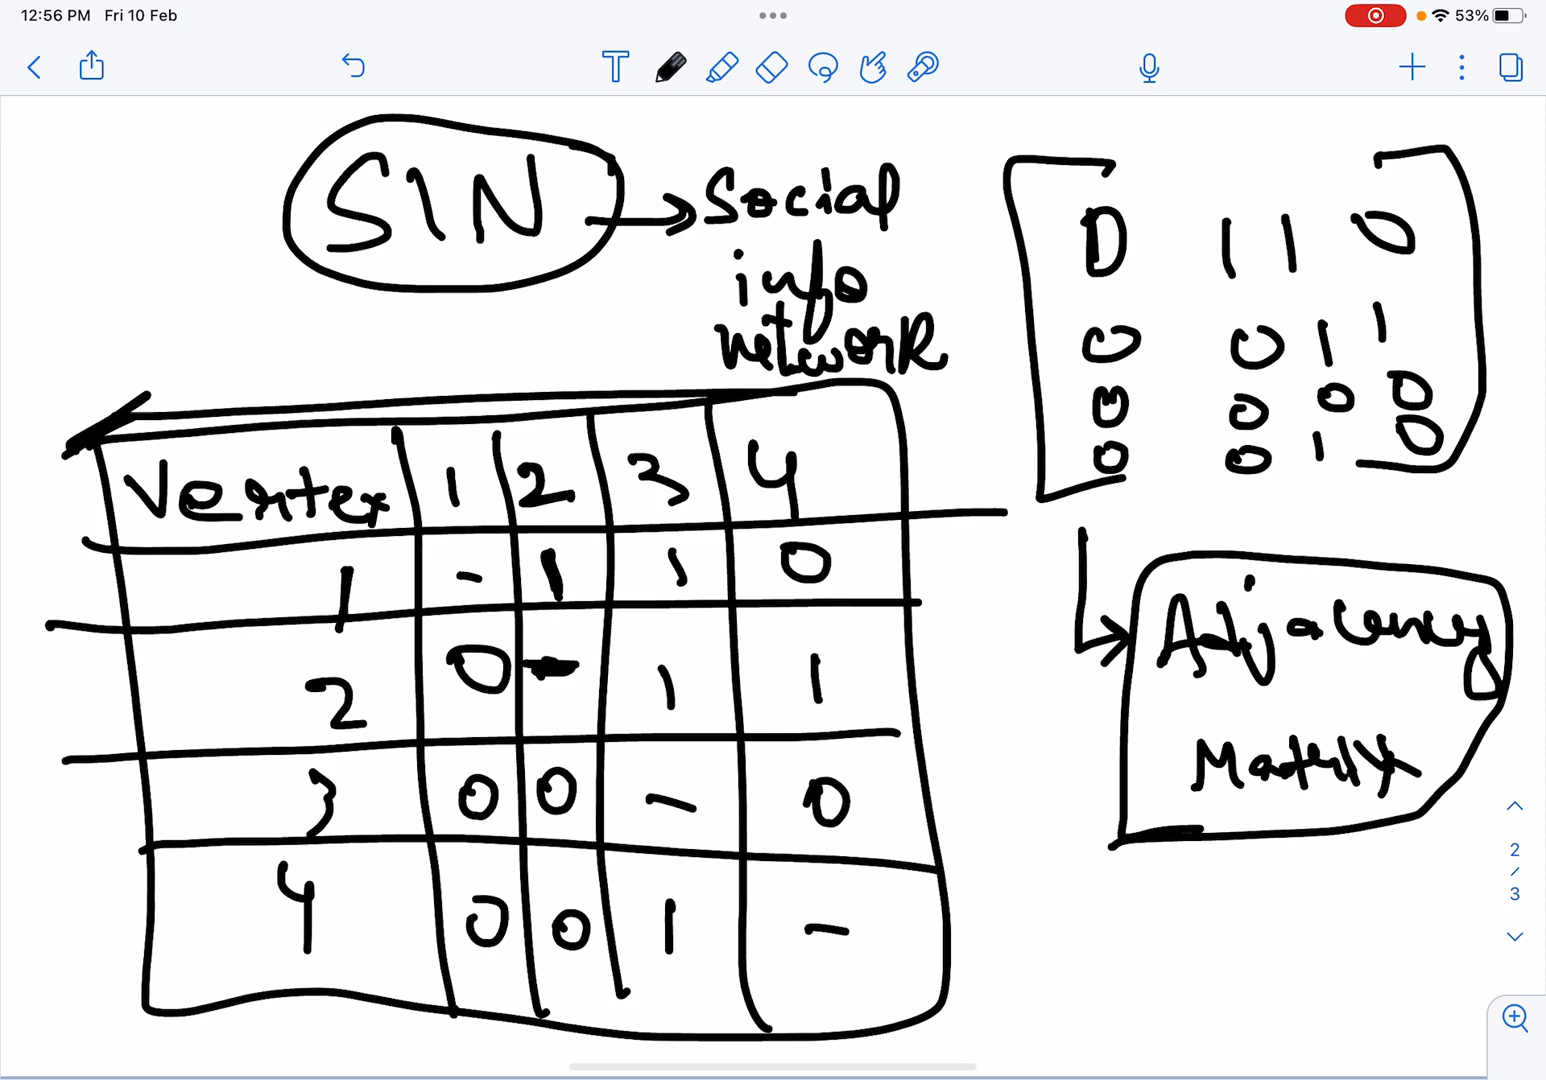 12:56 PM Fri 10 Feb
53%
SIN
Social
info
network
0 1 1 0
0 0 1 1
0 0 0 0
0 0 1 0
Vertex 1 2 3 4
1 - 1 1 0
2 0 - 1 1
3 0 0 - 0
4 0 0 1 -
Adjacency
Matrix
2
/
3